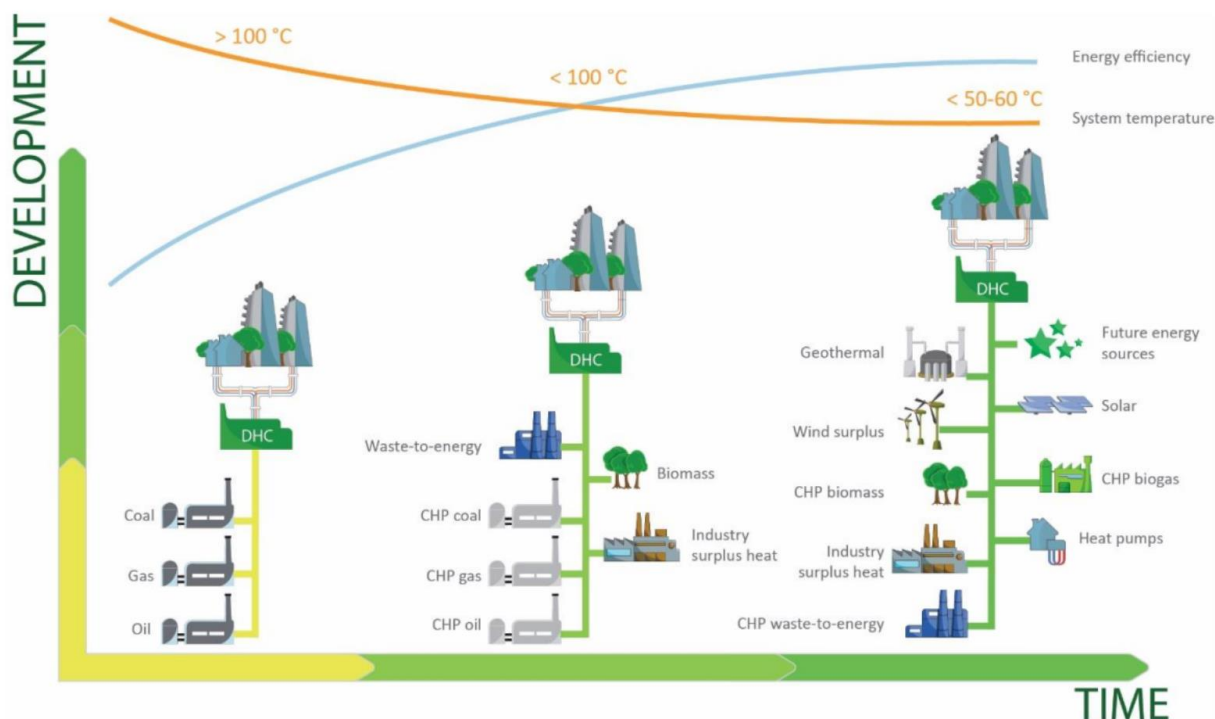 DEVELOPMENT
> 100 °C
< 100 °C
< 50-60 °C
Energy efficiency
System temperature
DHC
Coal
Gas
Oil
DHC
Waste-to-energy
Biomass
CHP coal
Industry
surplus heat
CHP gas
CHP oil
DHC
Geothermal
Future energy
sources
Solar
Wind surplus
CHP biogas
CHP biomass
Heat pumps
Industry
surplus heat
CHP waste-to-energy
TIME